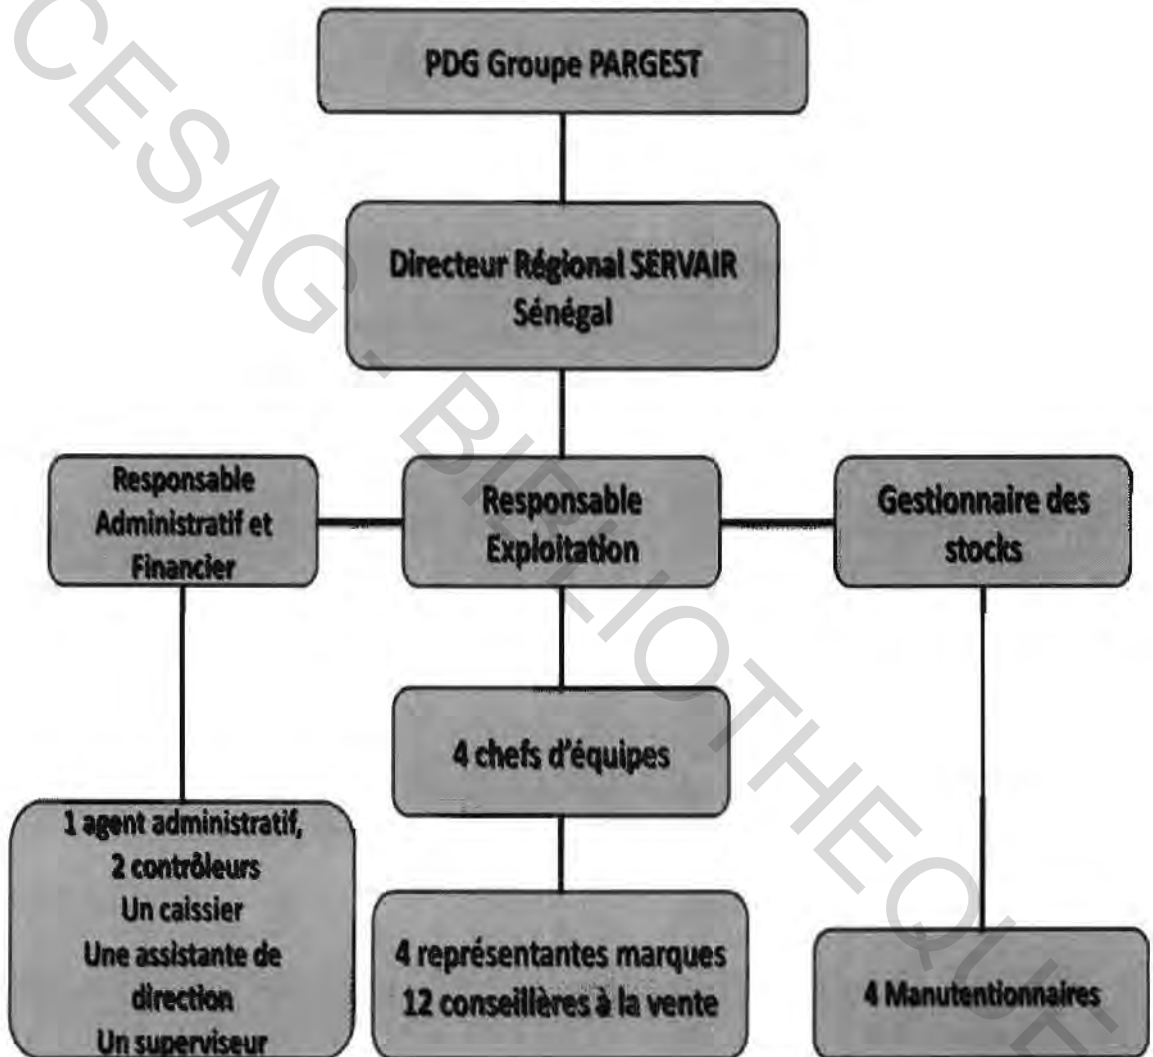 PDG Groupe PARGEST
Directeur Régional SERVAIR
Sénégal
Responsable
Administratif et
Financier
Responsable
Exploitation
Gestionnaire des
stocks
4 chefs d'équipes
1 agent administratif,
2 contrôleurs
Un caissier
Une assistante de
direction
Un superviseur
4 représentantes marques
12 conseillères à la vente
4 Manutentionnaires
CESAG - BIBLIOTHEQUE